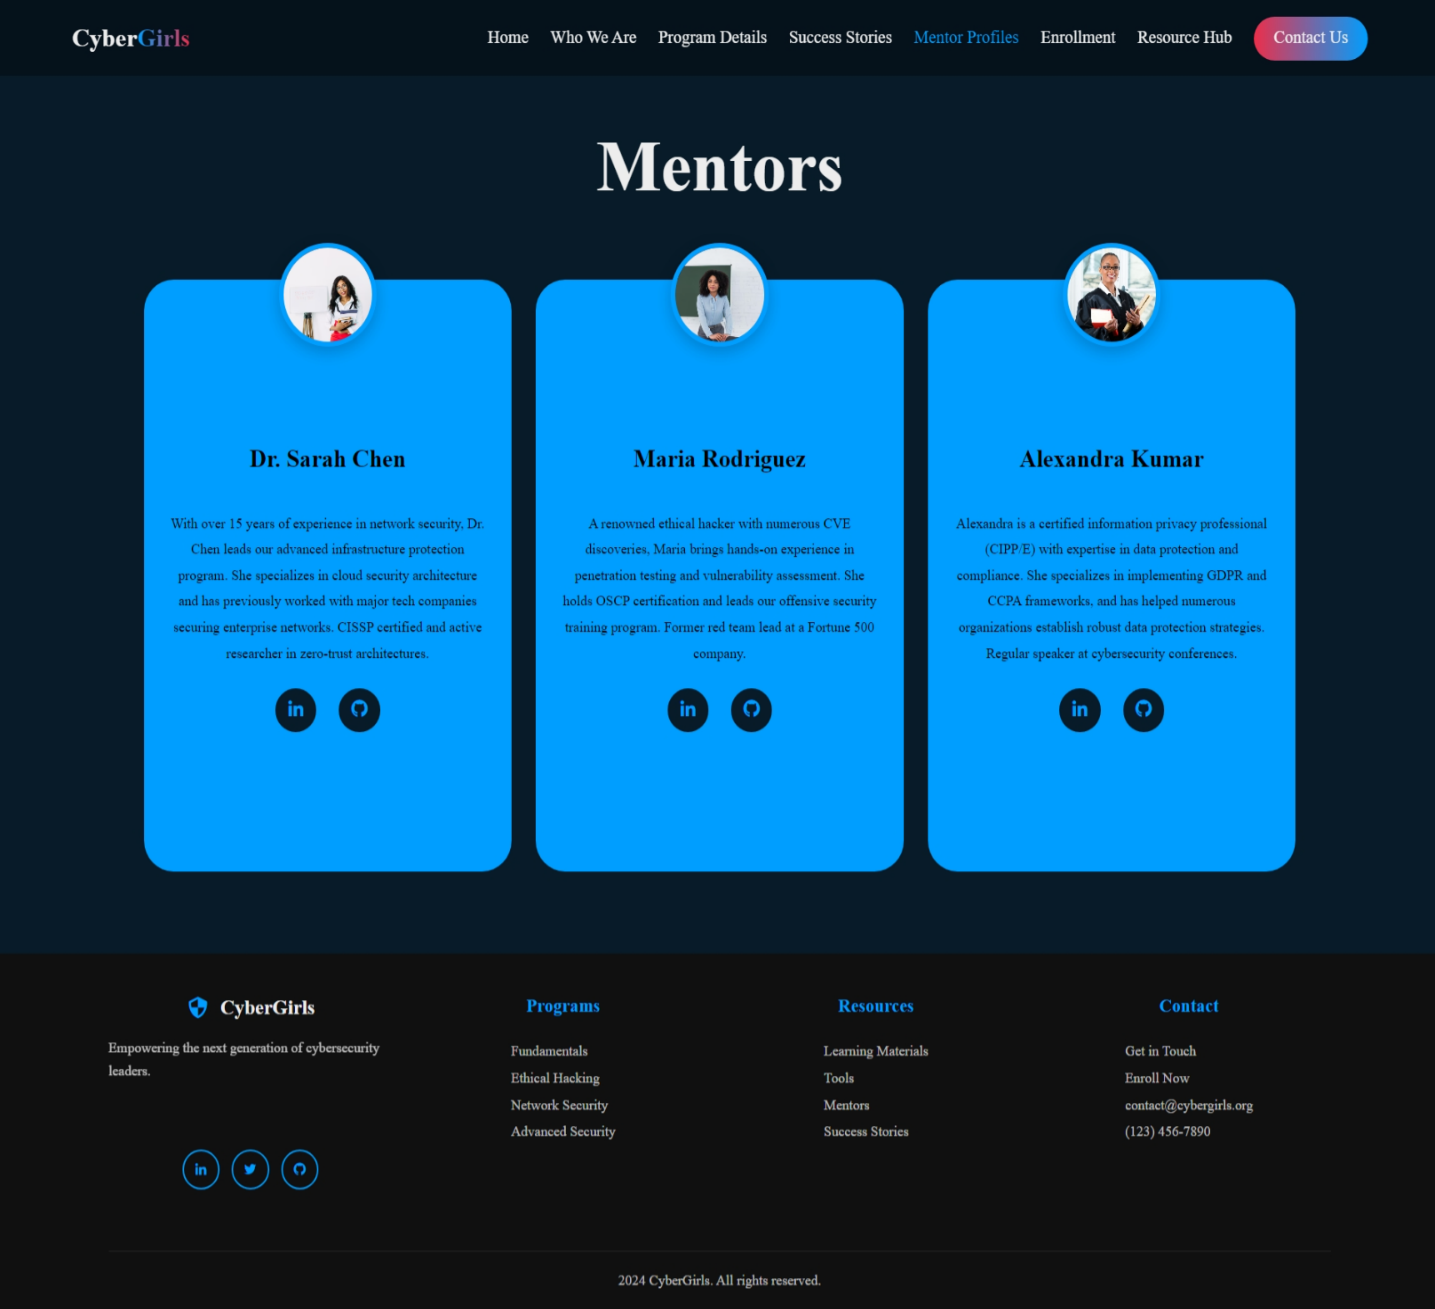 CyberGirls
Home Who We Are Program Details Success Stories Mentor Profiles Enrollment Resource Hub Contact Us
Mentors
Dr. Sarah Chen
With over 15 years of experience in network security, Dr.
Chen leads our advanced infrastructure protection
program. She specializes in cloud security architecture
and has previously worked with major tech companies
securing enterprise networks. CISSP certified and active
researcher in zero-trust architectures.
in
Maria Rodriguez
A renowned ethical hacker with numerous CVE
discoveries, Maria brings hands-on experience in
penetration testing and vulnerability assessment. She
holds OSCP certification and leads our offensive security
training program. Former red team lead at a Fortune 500
company.
in
Alexandra Kumar
Alexandra is a certified information privacy professional
(CIPP/E) with expertise in data protection and
compliance. She specializes in implementing GDPR and
CCPA frameworks, and has helped numerous
organizations establish robust data protection strategies.
Regular speaker at cybersecurity conferences.
in
CyberGirls
Empowering the next generation of cybersecurity
leaders.
in
Programs
Fundamentals
Ethical Hacking
Network Security
Advanced Security
Resources
Learning Materials
Tools
Mentors
Success Stories
Contact
Get in Touch
Enroll Now
contact@cybergirls.org
(123) 456-7890
2024 CyberGirls. All rights reserved.